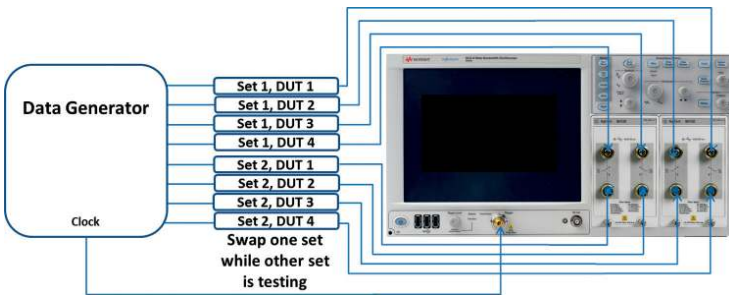 Data Generator
Clock
Set 1, DUT 1
Set 1, DUT 2
Set 1, DUT 3
Set 1, DUT 4
Set 2, DUT 1
Set 2, DUT 2
Set 2, DUT 3
Set 2, DUT 4
Swap one set
while other set
is testing